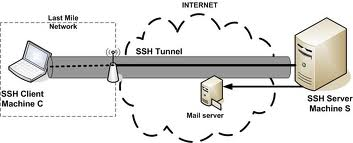 INTERNET
Last Mile
Network
SSH Tunnel
SSH Client
Machine C
Mail server
SSH Server
Machine S